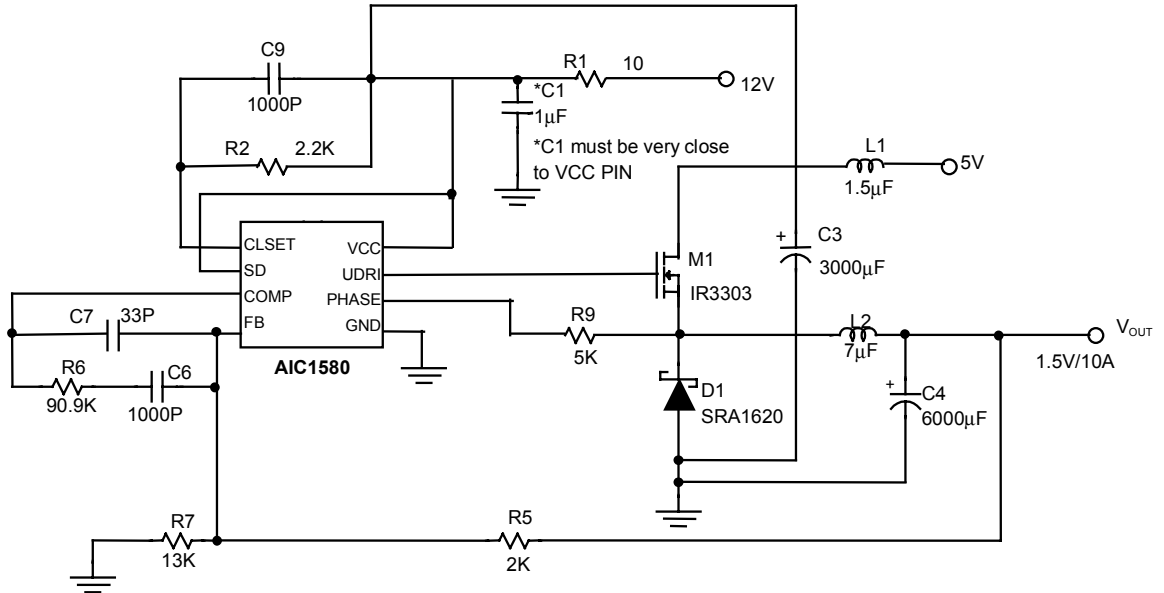 C9
1000P
R1
10
12V
*C1
1μF
*C1 must be very close
to VCC PIN
R2
2.2K
L1
1.5μF
5V
CLSET
SD
COMP
FB
VCC
UDRI
PHASE
GND
AIC1580
M1
IR3303
+
C3
3000μF
C7
33P
R6
90.9K
C6
1000P
R9
5K
L2
7μF
VOUT
1.5V/10A
D1
SRA1620
+
C4
6000μF
R7
13K
R5
2K